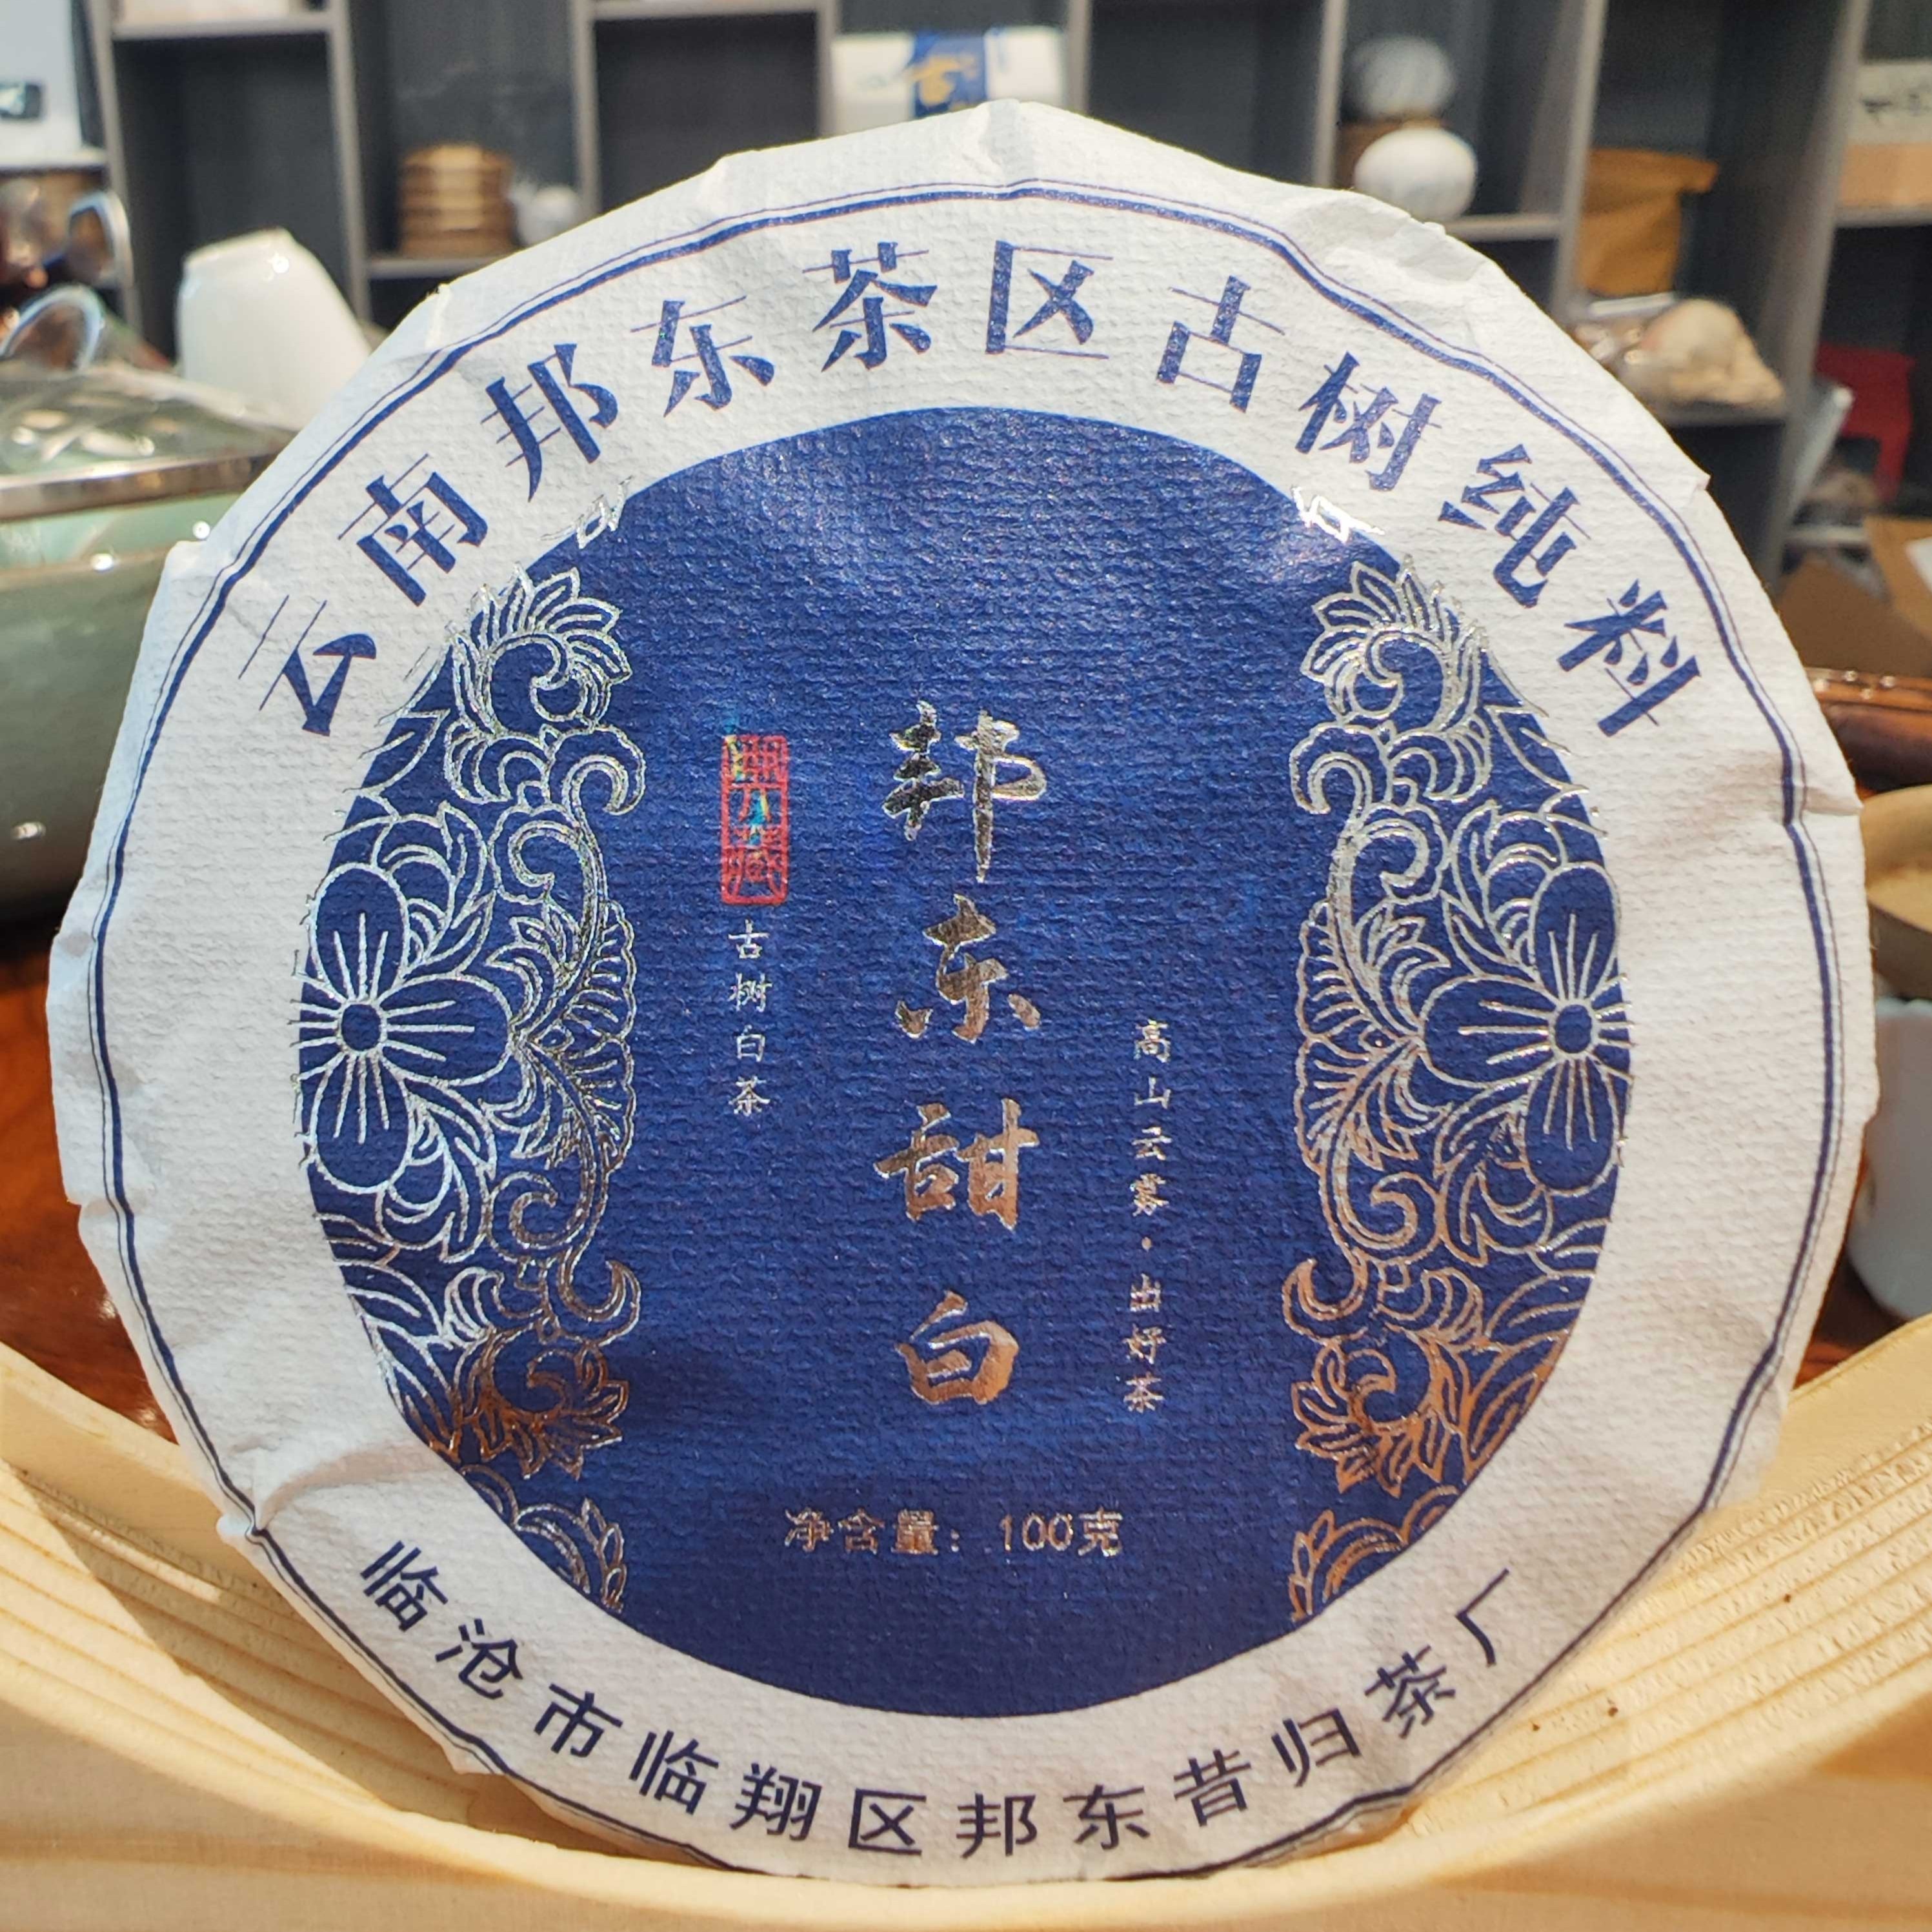 云南邦东茶区古树纯料
邦东甜白
古树白茶
高山云雾·出好茶
净含量：100克
临沧市临翔区邦东昔归茶厂